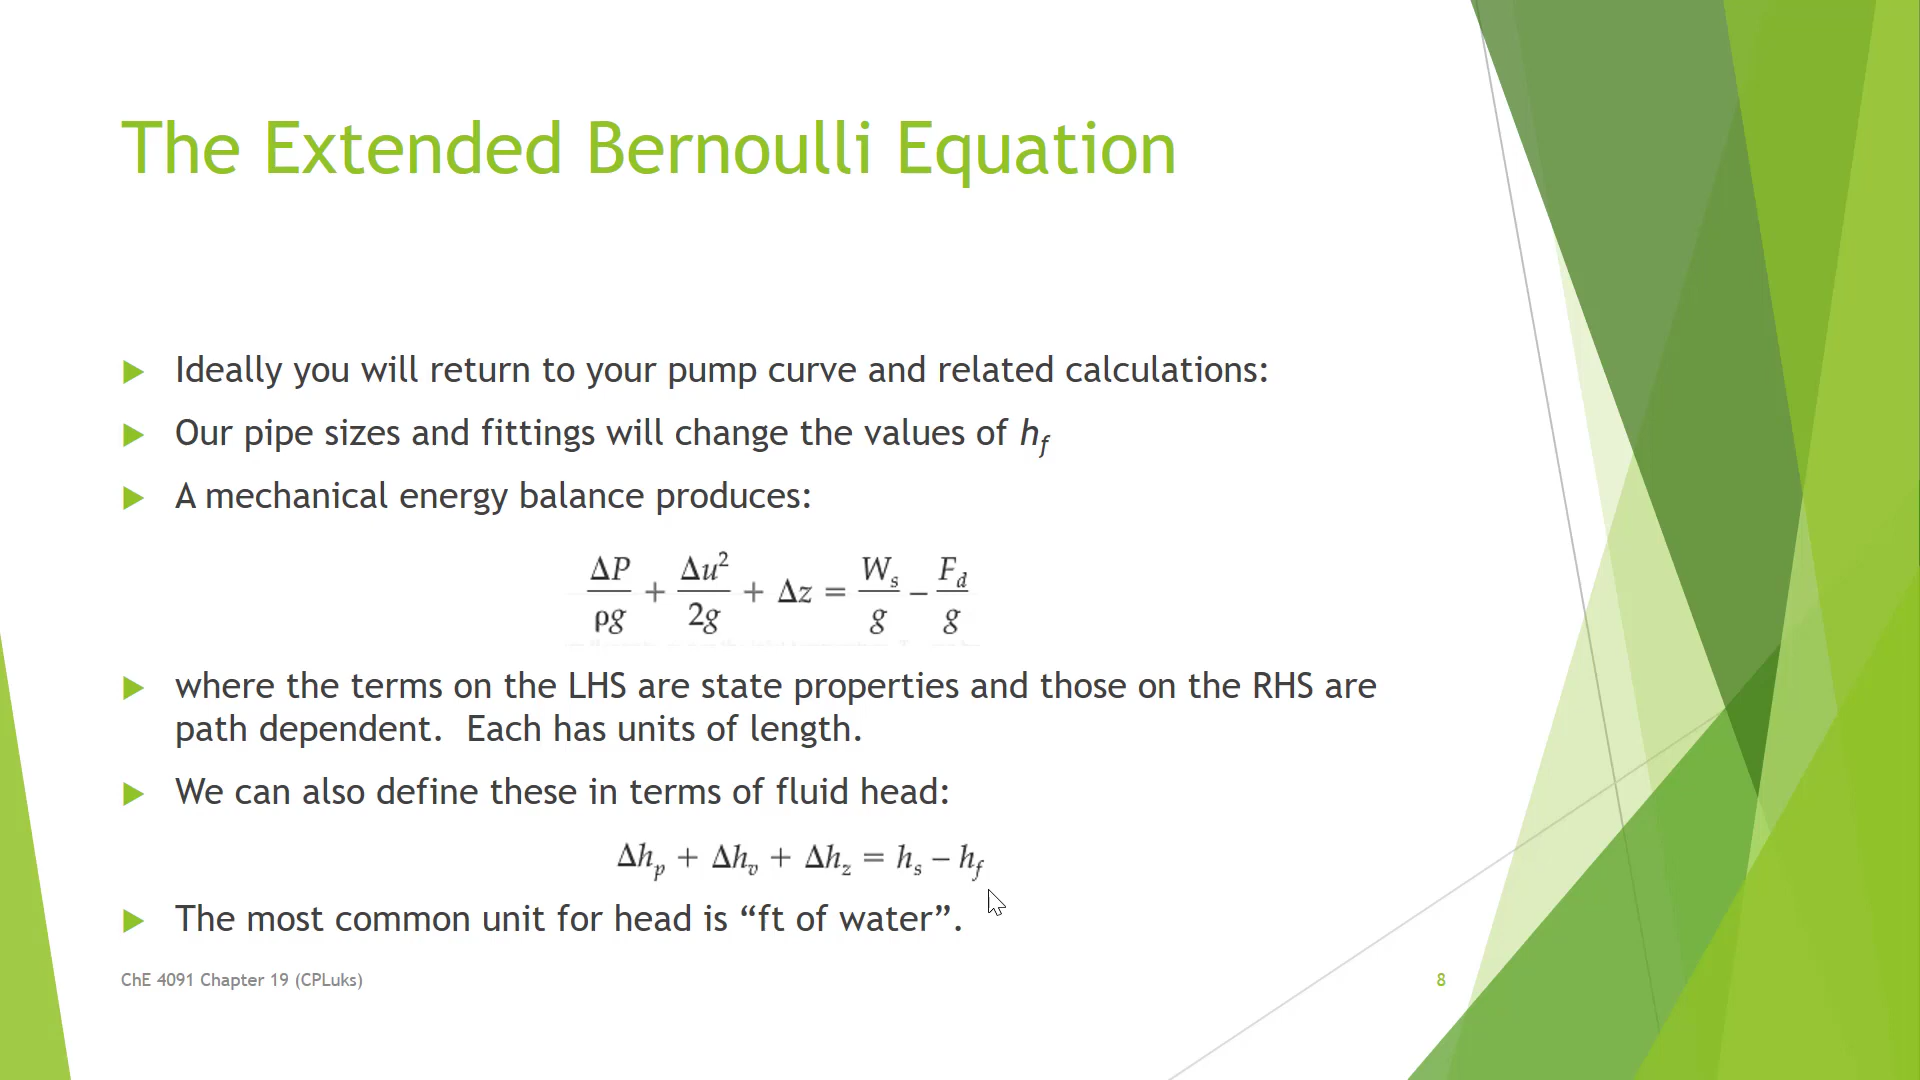 The Extended Bernoulli Equation
Ideally you will return to your pump curve and related calculations:
Our pipe sizes and fittings will change the values of h_f
A mechanical energy balance produces:
ΔP/ρg + Δu²/2g + Δz = W_s/g − F_d/g
where the terms on the LHS are state properties and those on the RHS are
path dependent. Each has units of length.
We can also define these in terms of fluid head:
Δh_p + Δh_v + Δh_z = h_s − h_f
The most common unit for head is “ft of water”.
ChE 4091 Chapter 19 (CPLuks)
8